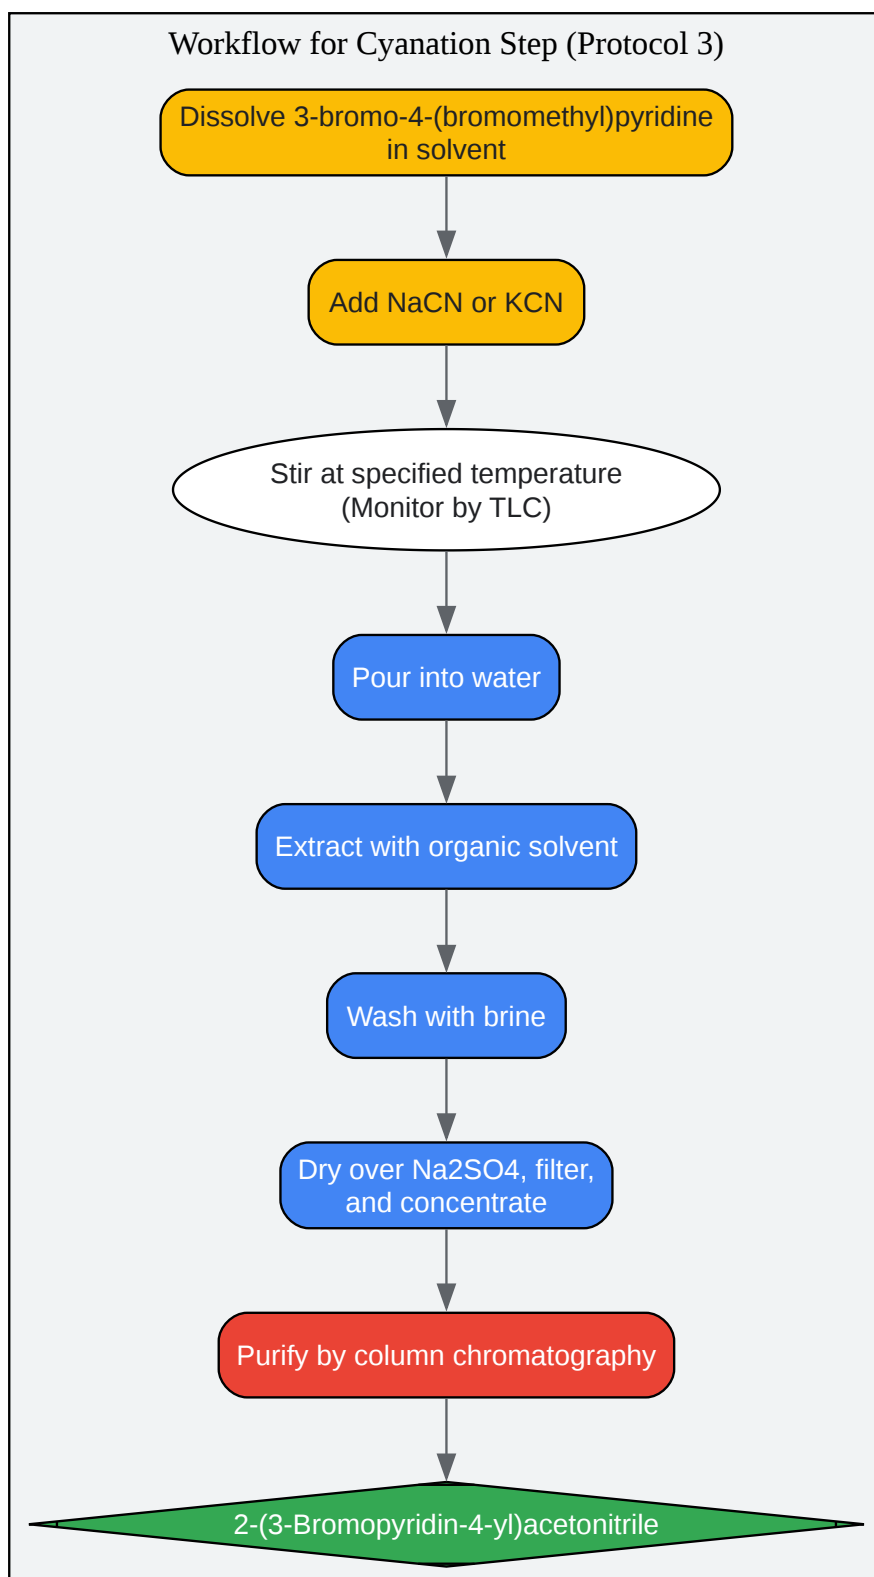 Workflow for Cyanation Step (Protocol 3)
Dissolve 3-bromo-4-(bromomethyl)pyridine
in solvent
Add NaCN or KCN
Stir at specified temperature
(Monitor by TLC)
Pour into water
Extract with organic solvent
Wash with brine
Dry over Na2SO4, filter,
and concentrate
Purify by column chromatography
2-(3-Bromopyridin-4-yl)acetonitrile